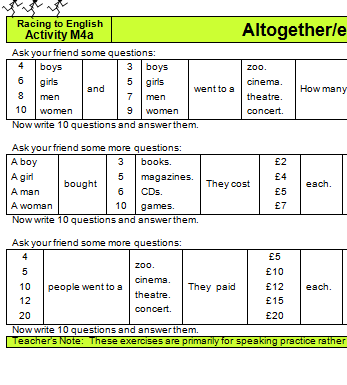 Racing to English
Activity M4a
Altogether/e
Ask your friend some questions:
4 boys 3 boys zoo.
6 girls and 5 girls went to a cinema. How many
8 men 7 men theatre.
10 women 9 women concert.
Now write 10 questions and answer them.
Ask your friend some more questions:
A boy 3 books. £2
A girl bought 5 magazines. They cost £4 each.
A man 6 CDs. £5
A woman 10 games. £7
Now write 10 questions and answer them.
Ask your friend some more questions:
4 £5
5 zoo. £10
10 people went to a cinema. They paid £12 each.
12 theatre. £15
20 concert. £20
Now write 10 questions and answer them.
Teacher's Note: These exercises are primarily for speaking practice rather